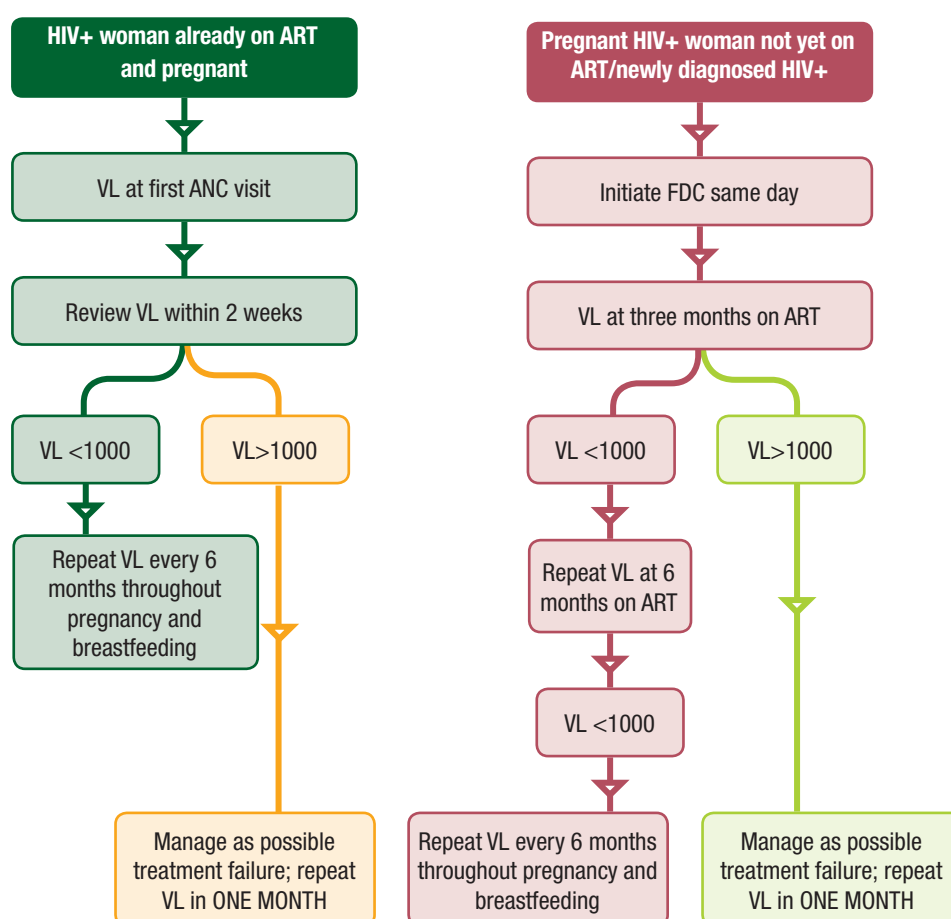 HIV+ woman already on ART
and pregnant
VL at first ANC visit
Review VL within 2 weeks
VL <1000
VL>1000
Repeat VL every 6
months throughout
pregnancy and
breastfeeding
Manage as possible
treatment failure; repeat
VL in ONE MONTH
Pregnant HIV+ woman not yet on
ART/newly diagnosed HIV+
Initiate FDC same day
VL at three months on ART
VL <1000
VL>1000
Repeat VL at 6
months on ART
VL <1000
Repeat VL every 6 months
throughout pregnancy and
breastfeeding
Manage as possible
treatment failure; repeat
VL in ONE MONTH